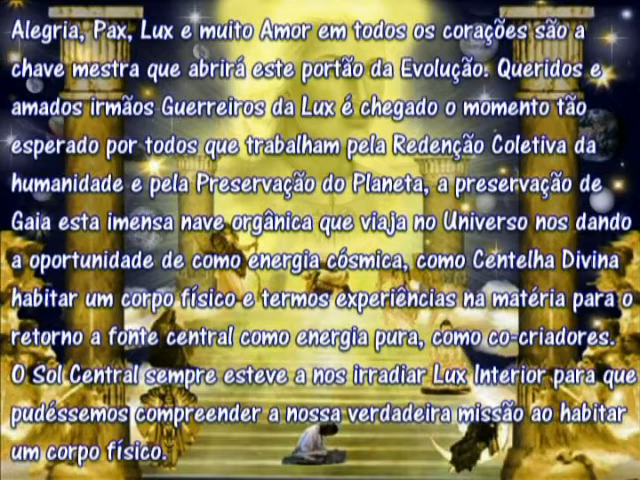 Alegria, Pax, Lux e muito Amor em todos os corações são a
chave mestra que abrirá este portão da Evolução. Queridos e
amados irmãos Guerreiros da Lux é chegado o momento tão
esperado por todos que trabalham pela Redenção Coletiva da
humanidade e pela Preservação do Planeta, a preservação de
Gaia esta imensa nave orgânica que viaja no Universo nos dando
a oportunidade de como energia cósmica, como Centelha Divina
habitar um corpo físico e termos experiências na matéria para o
retorno a fonte central como energia pura, como co-criadores.
O Sol Central sempre esteve a nos irradiar Lux Interior para que
pudéssemos compreender a nossa verdadeira missão ao habitar
um corpo físico.